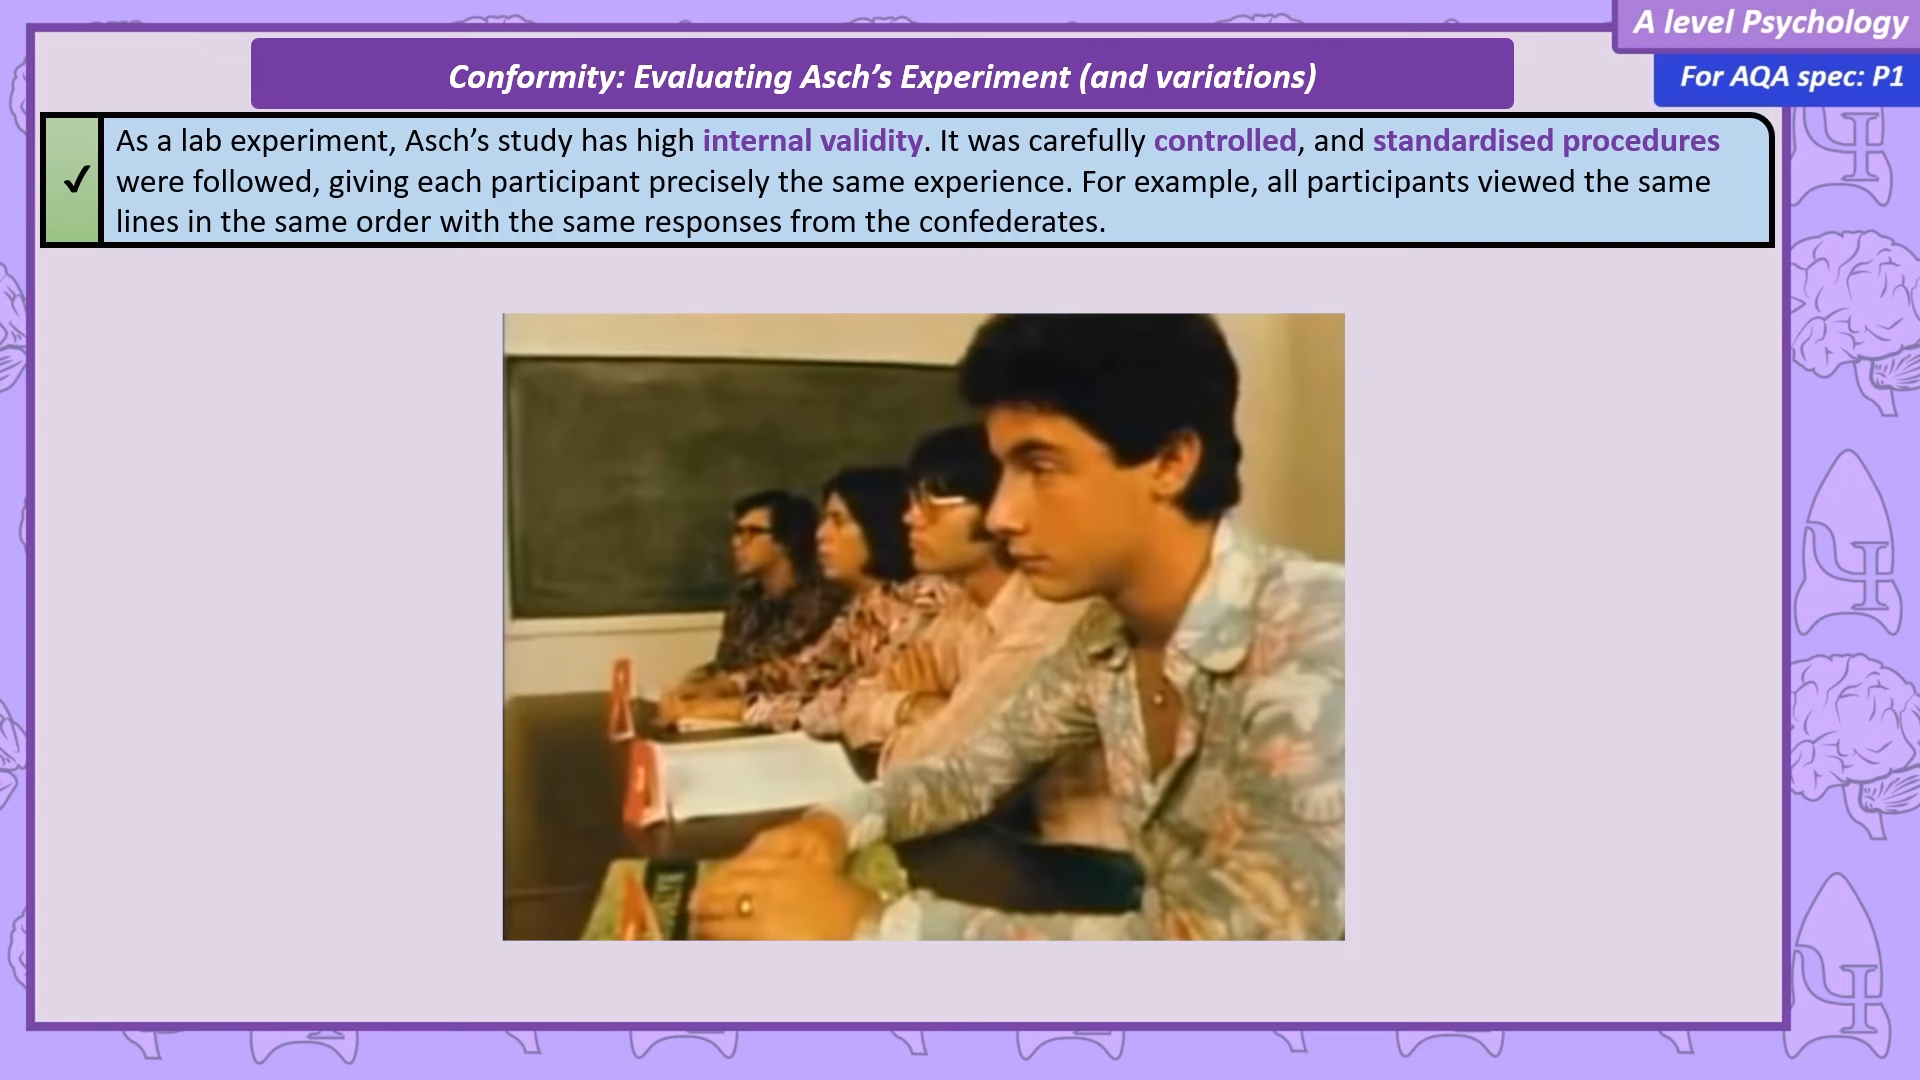 A level Psychology
For AQA spec: P1
Conformity: Evaluating Asch’s Experiment (and variations)
✓
As a lab experiment, Asch’s study has high internal validity. It was carefully controlled, and standardised procedures
were followed, giving each participant precisely the same experience. For example, all participants viewed the same
lines in the same order with the same responses from the confederates.